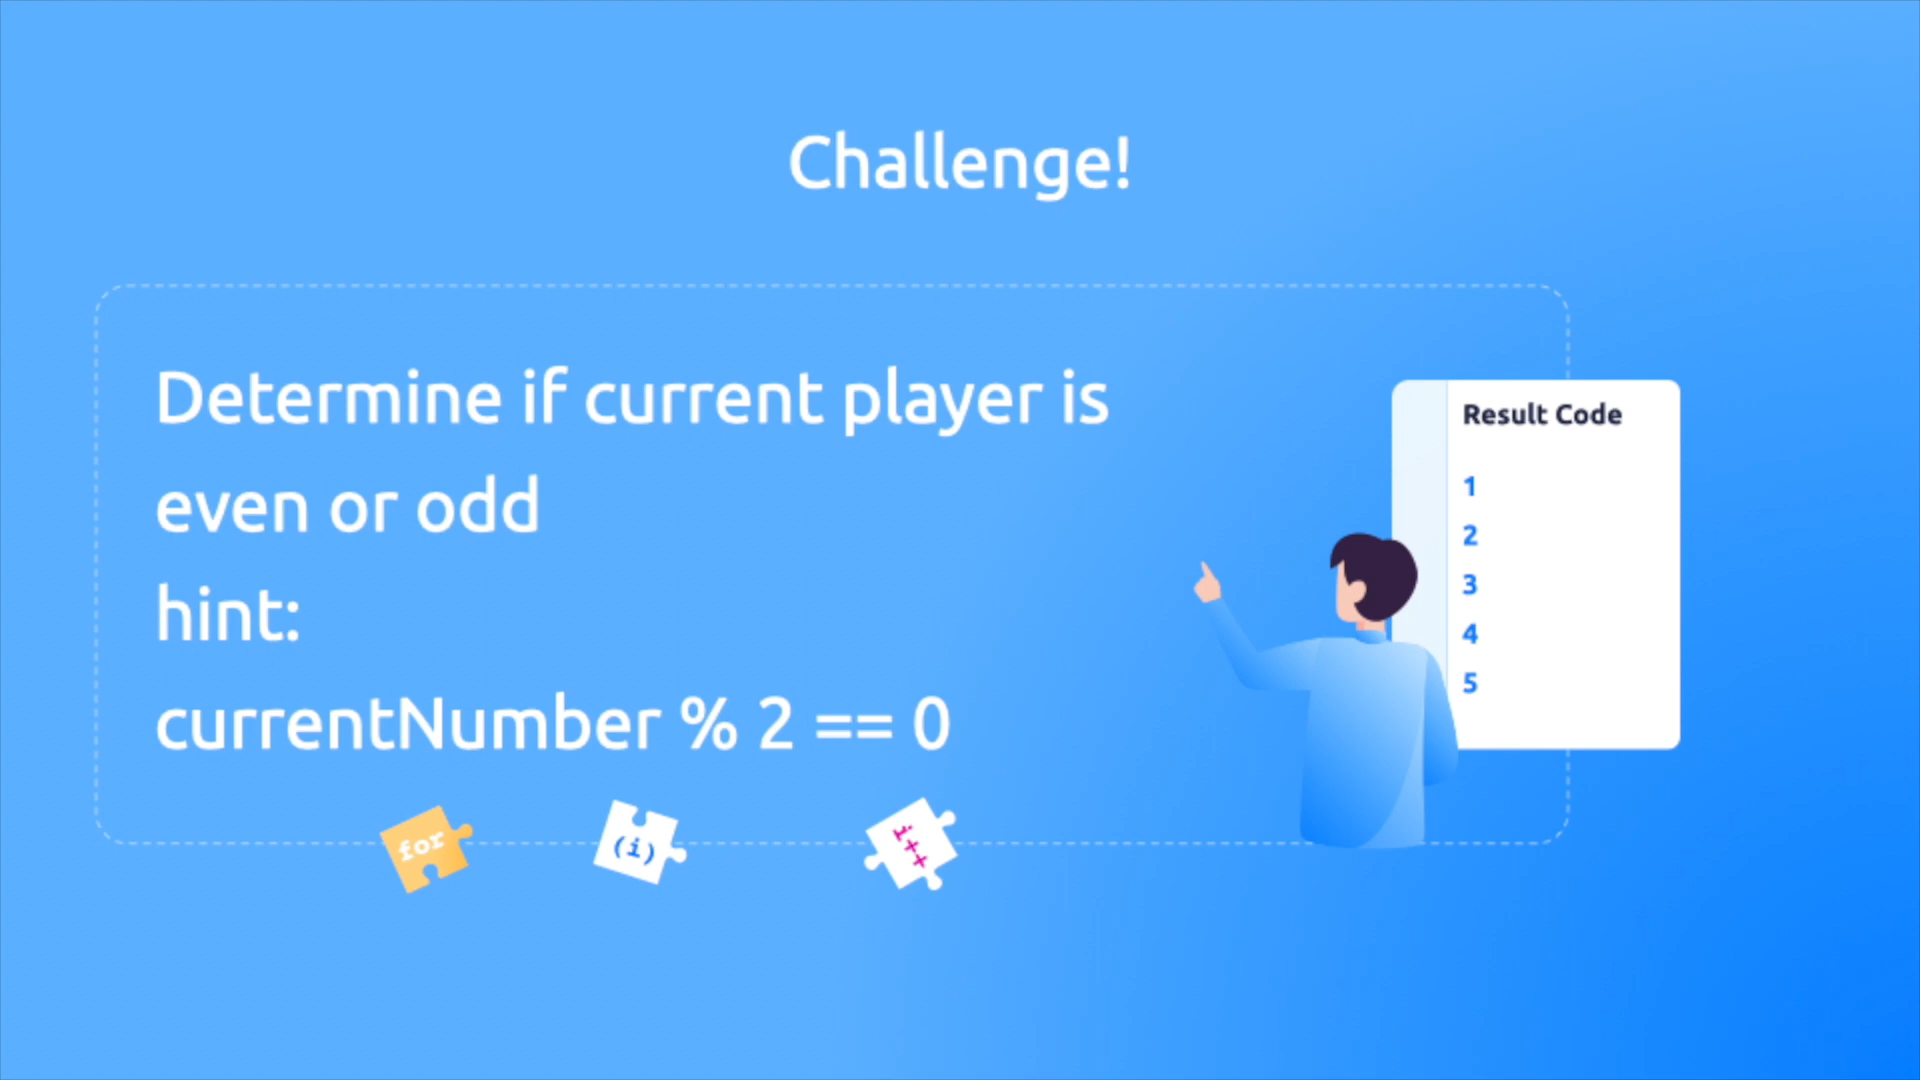 Challenge!
Determine if current player is
even or odd
hint:
currentNumber % 2 == 0
Result Code
1
2
3
4
5
for
(i)
i++